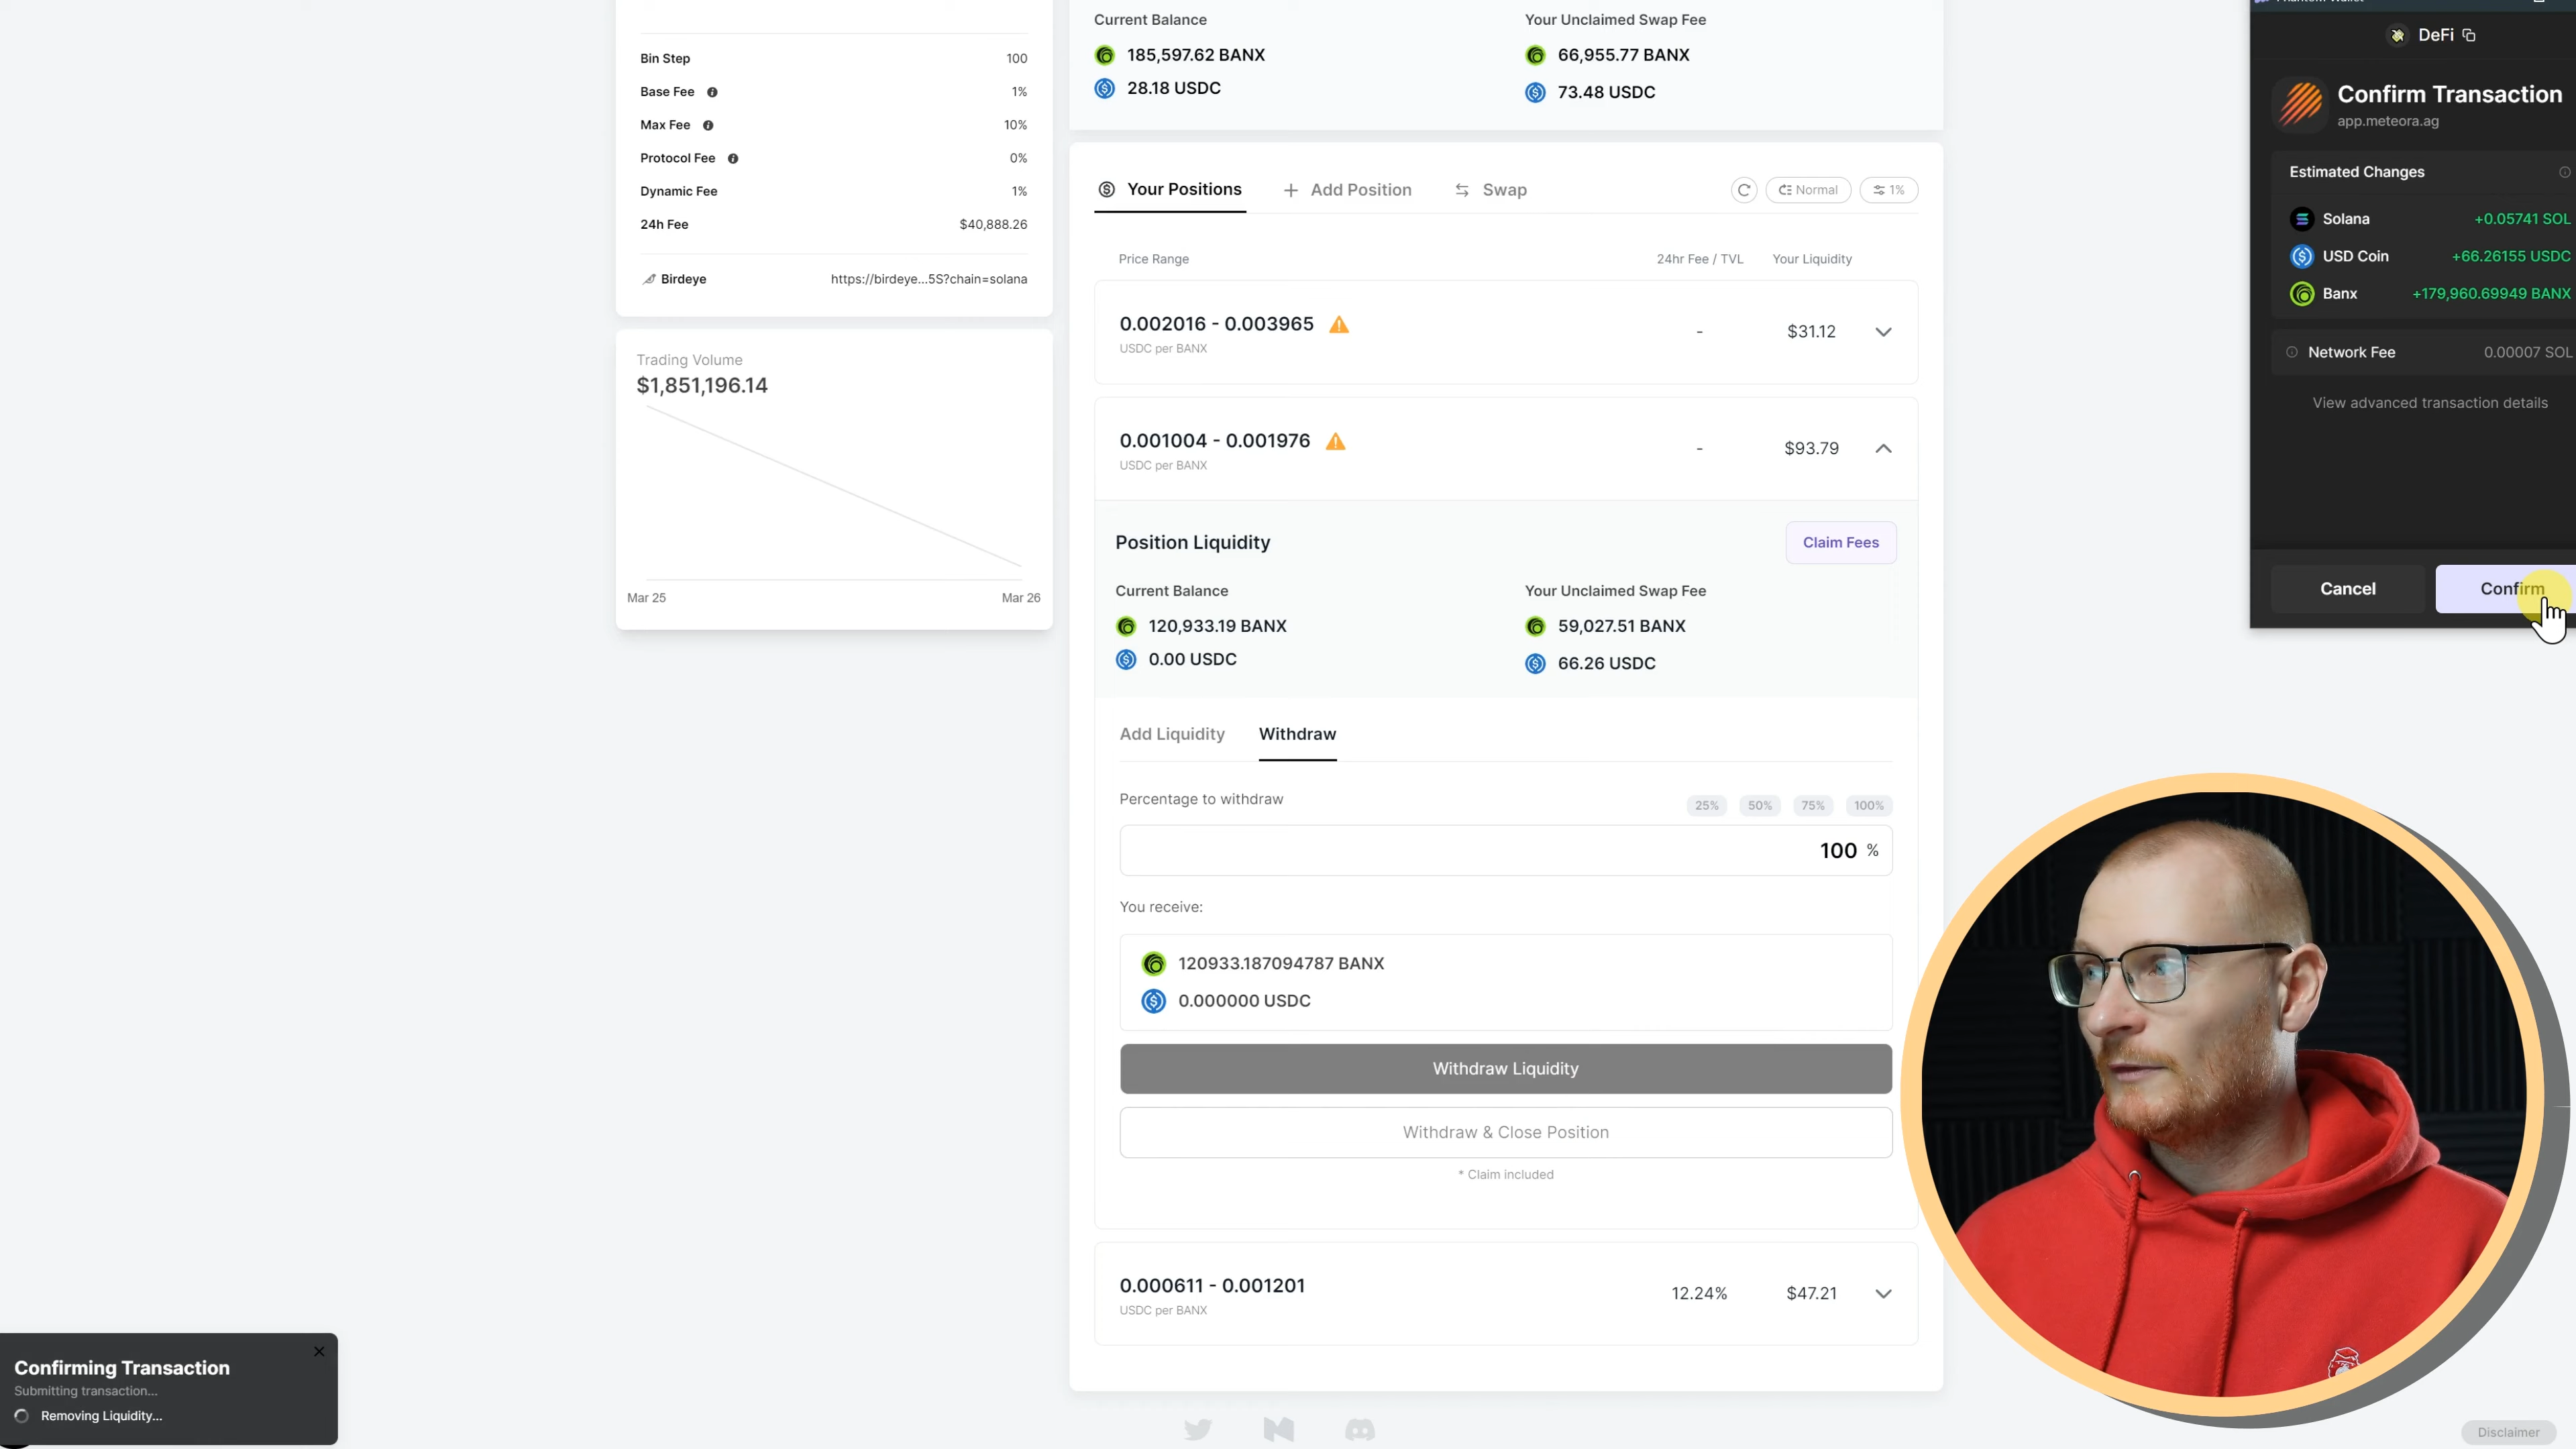 Bin Step 100
Base Fee 1%
Max Fee 10%
Protocol Fee 0%
Dynamic Fee 1%
24h Fee $40,888.26
Birdeye https://birdeye...5S?chain=solana
Trading Volume
$1,851,196.14
Mar 25 Mar 26
Current Balance Your Unclaimed Swap Fee
185,597.62 BANX 66,955.77 BANX
28.18 USDC 73.48 USDC
Your Positions Add Position Swap Normal 1%
Price Range 24hr Fee / TVL Your Liquidity
0.002016 - 0.003965 - $31.12
USDC per BANX
0.001004 - 0.001976 - $93.79
USDC per BANX
Position Liquidity Claim Fees
Current Balance Your Unclaimed Swap Fee
120,933.19 BANX 59,027.51 BANX
0.00 USDC 66.26 USDC
Add Liquidity Withdraw
Percentage to withdraw 25% 50% 75% 100%
100 %
You receive:
120933.187094787 BANX
0.000000 USDC
Withdraw Liquidity
Withdraw & Close Position
* Claim included
0.000611 - 0.001201 12.24% $47.21
USDC per BANX
DeFi
Confirm Transaction
app.meteora.ag
Estimated Changes
Solana +0.05741 SOL
USD Coin +66.26155 USDC
Banx +179,960.69949 BANX
Network Fee 0.00007 SOL
View advanced transaction details
Cancel Confirm
Confirming Transaction
Submitting transaction...
Removing Liquidity...
Disclaimer